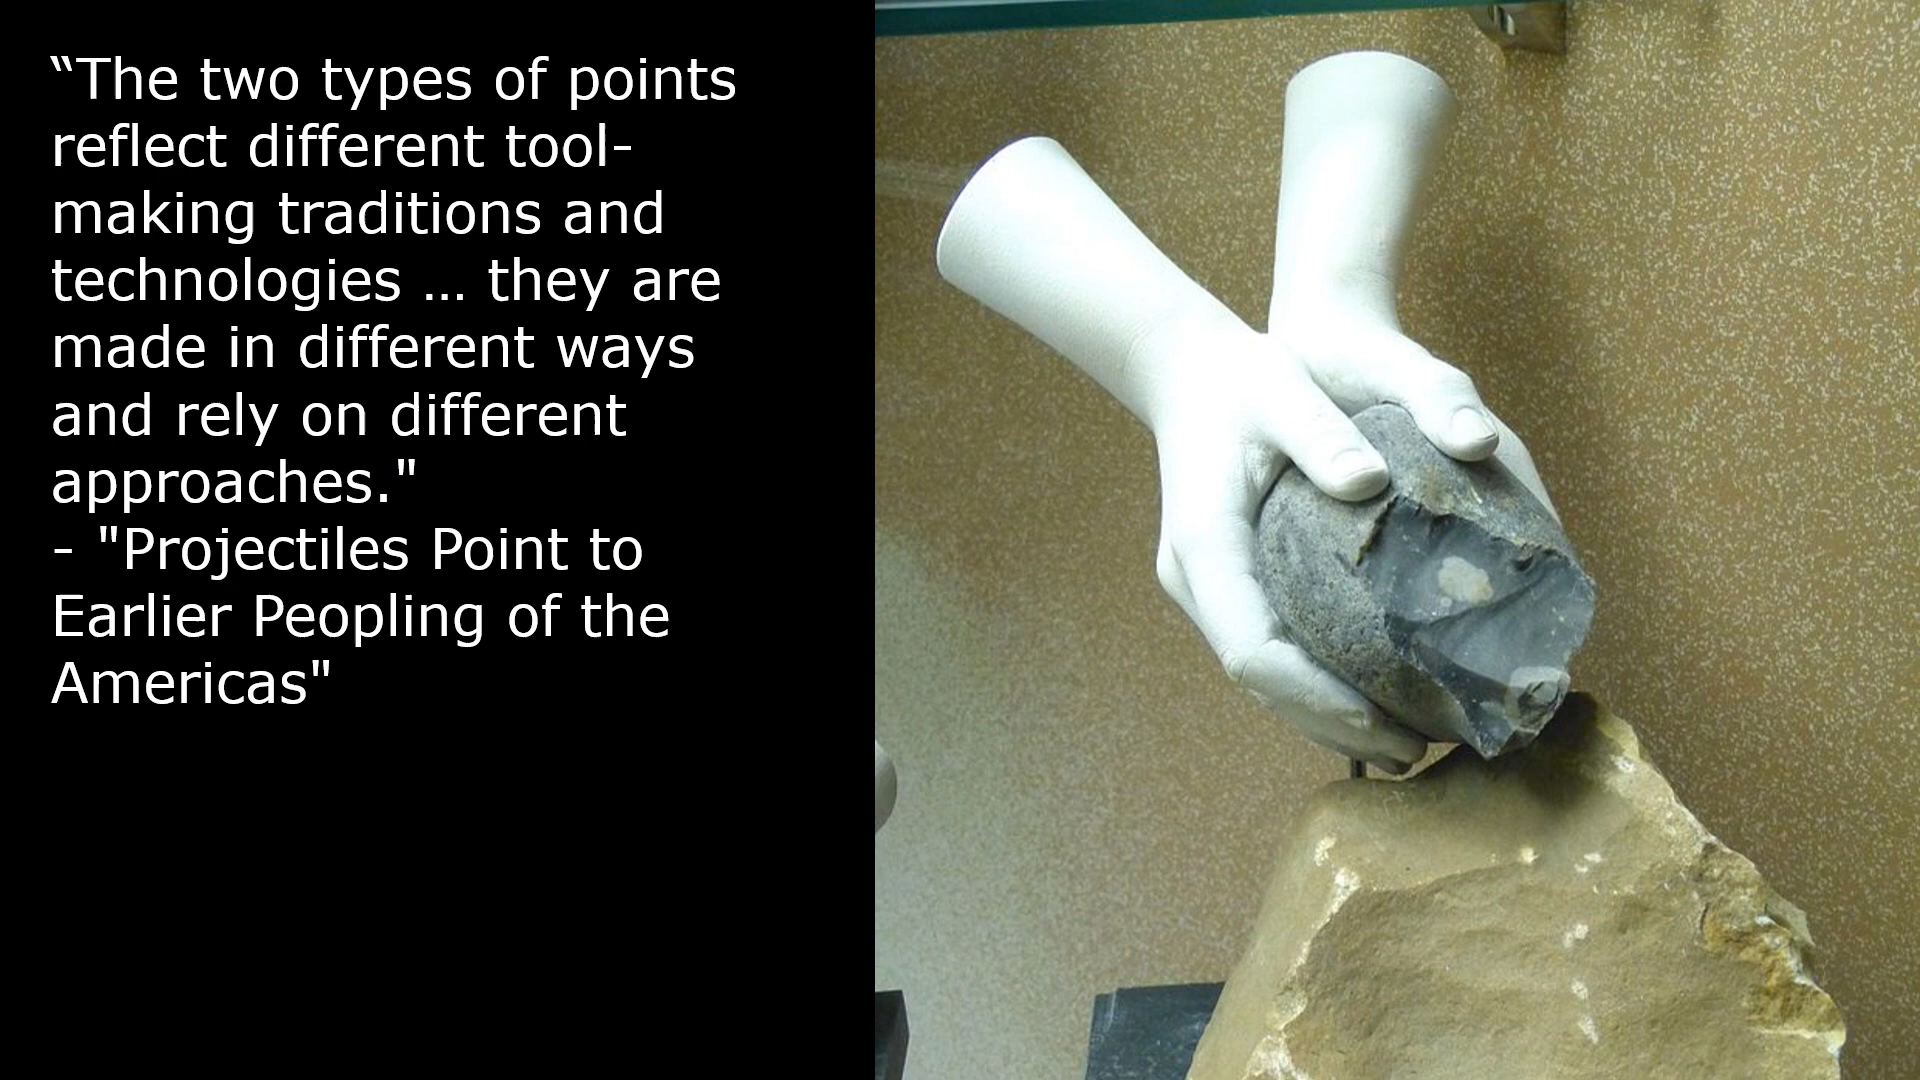 “The two types of points
reflect different tool-
making traditions and
technologies … they are
made in different ways
and rely on different
approaches."
- "Projectiles Point to
Earlier Peopling of the
Americas"